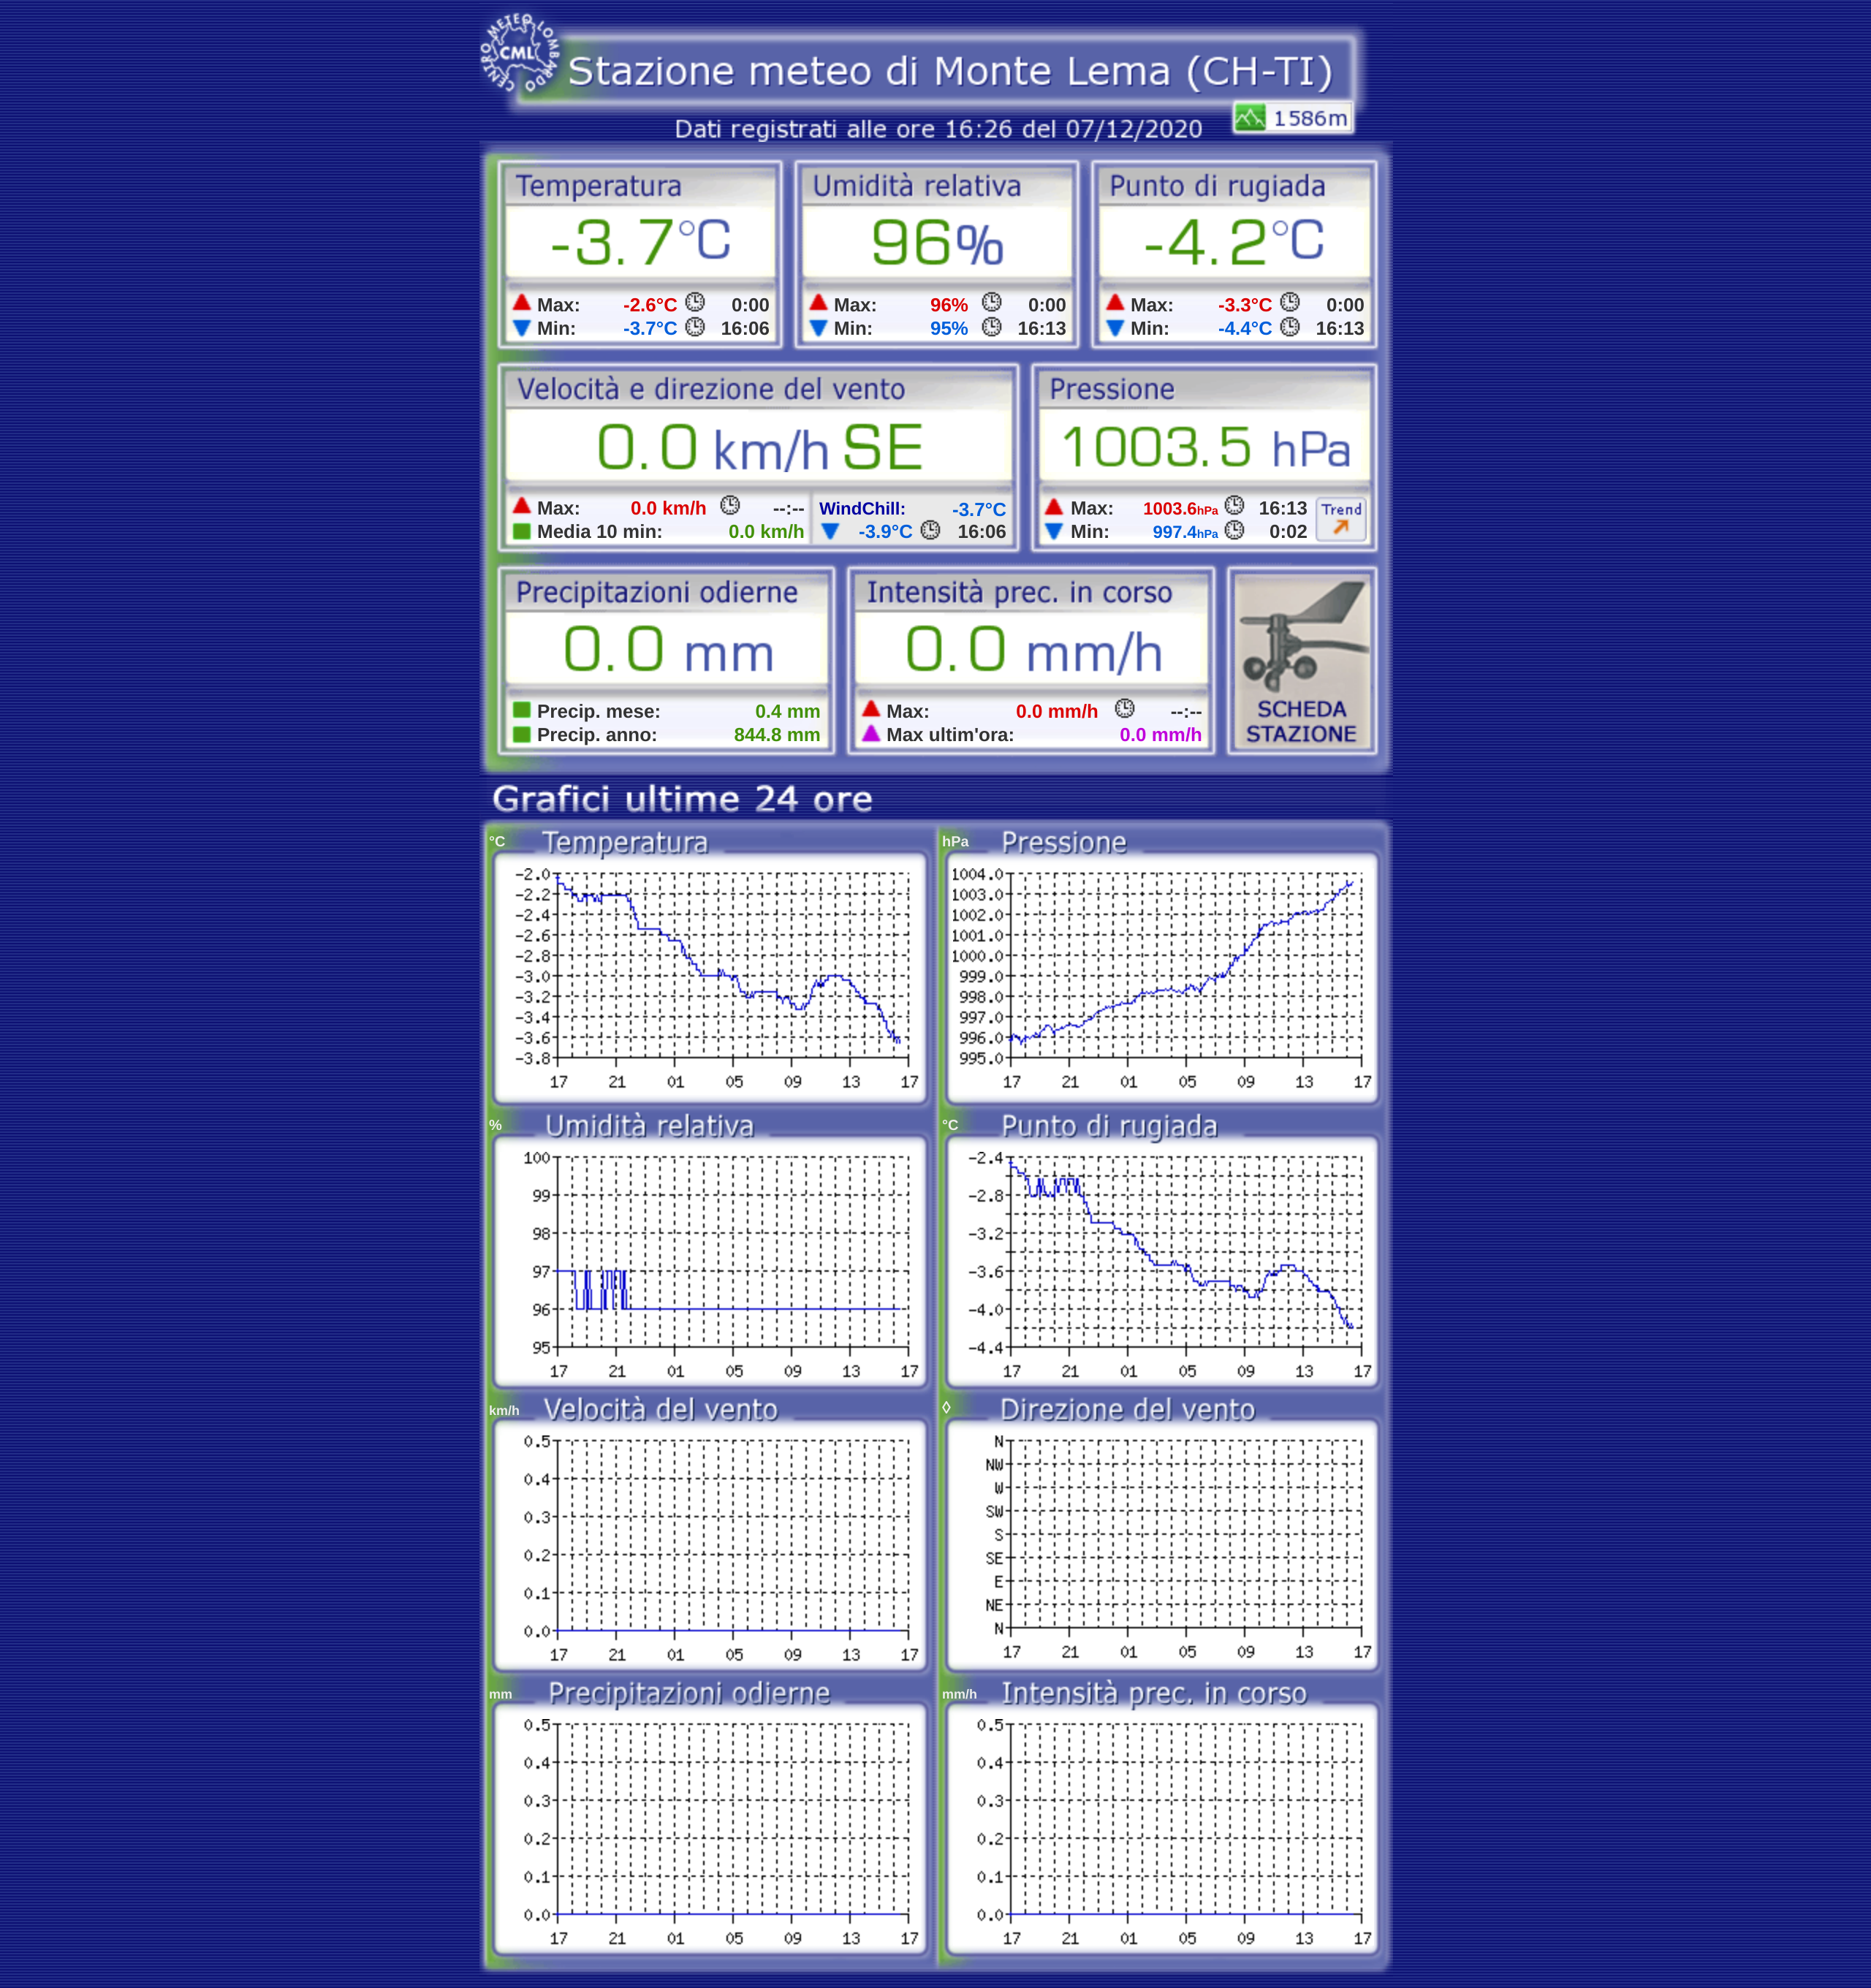 CENTRO METEO LOMBARDO
CML
Stazione meteo di Monte Lema (CH-TI)
1586m
Dati registrati alle ore 16:26 del 07/12/2020
Temperatura
-3.7°C
Max: -2.6°C 0:00
Min: -3.7°C 16:06
Umidità relativa
96%
Max: 96% 0:00
Min: 95% 16:13
Punto di rugiada
-4.2°C
Max: -3.3°C 0:00
Min: -4.4°C 16:13
Velocità e direzione del vento
0.0 km/h SE
Max: 0.0 km/h --:--
Media 10 min: 0.0 km/h
WindChill: -3.7°C
-3.9°C 16:06
Pressione
1003.5 hPa
Max: 1003.6hPa 16:13
Min: 997.4hPa 0:02
Trend
Precipitazioni odierne
0.0 mm
Precip. mese: 0.4 mm
Precip. anno: 844.8 mm
Intensità prec. in corso
0.0 mm/h
Max: 0.0 mm/h --:--
Max ultim'ora: 0.0 mm/h
SCHEDA
STAZIONE
Grafici ultime 24 ore
°C Temperatura
-2.0
-2.2
-2.4
-2.6
-2.8
-3.0
-3.2
-3.4
-3.6
-3.8
17 21 01 05 09 13 17
hPa Pressione
1004.0
1003.0
1002.0
1001.0
1000.0
999.0
998.0
997.0
996.0
995.0
17 21 01 05 09 13 17
% Umidità relativa
100
99
98
97
96
95
17 21 01 05 09 13 17
°C Punto di rugiada
-2.4
-2.8
-3.2
-3.6
-4.0
-4.4
17 21 01 05 09 13 17
km/h Velocità del vento
0.5
0.4
0.3
0.2
0.1
0.0
17 21 01 05 09 13 17
◊ Direzione del vento
N
NW
W
SW
S
SE
E
NE
N
17 21 01 05 09 13 17
mm Precipitazioni odierne
0.5
0.4
0.3
0.2
0.1
0.0
17 21 01 05 09 13 17
mm/h Intensità prec. in corso
0.5
0.4
0.3
0.2
0.1
0.0
17 21 01 05 09 13 17